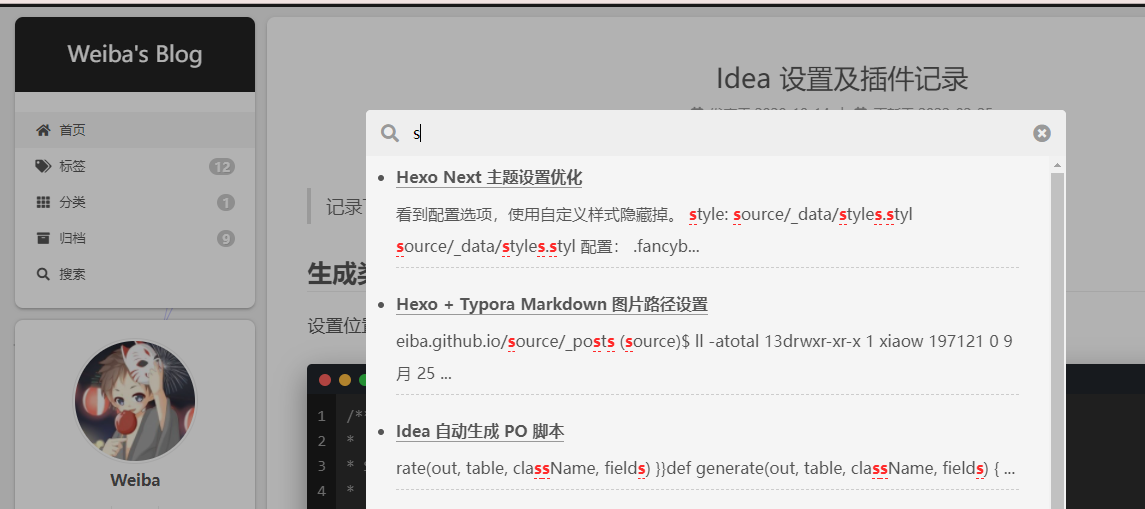 Weiba's Blog
首页
标签
12
分类
1
归档
9
搜索
Weiba
Idea 设置及插件记录
s
Hexo Next 主题设置优化
看到配置选项，使用自定义样式隐藏掉。 style: source/_data/styles.styl
source/_data/styles.styl 配置： .fancyb...
Hexo + Typora Markdown 图片路径设置
eiba.github.io/source/_posts (source)$ ll -atotal 13drwxr-xr-x 1 xiaow 197121 0 9
月 25 ...
Idea 自动生成 PO 脚本
rate(out, table, className, fields) }}def generate(out, table, className, fields) { ...
记录
生成
设置位
1 /**
2 *
3 *
4 *